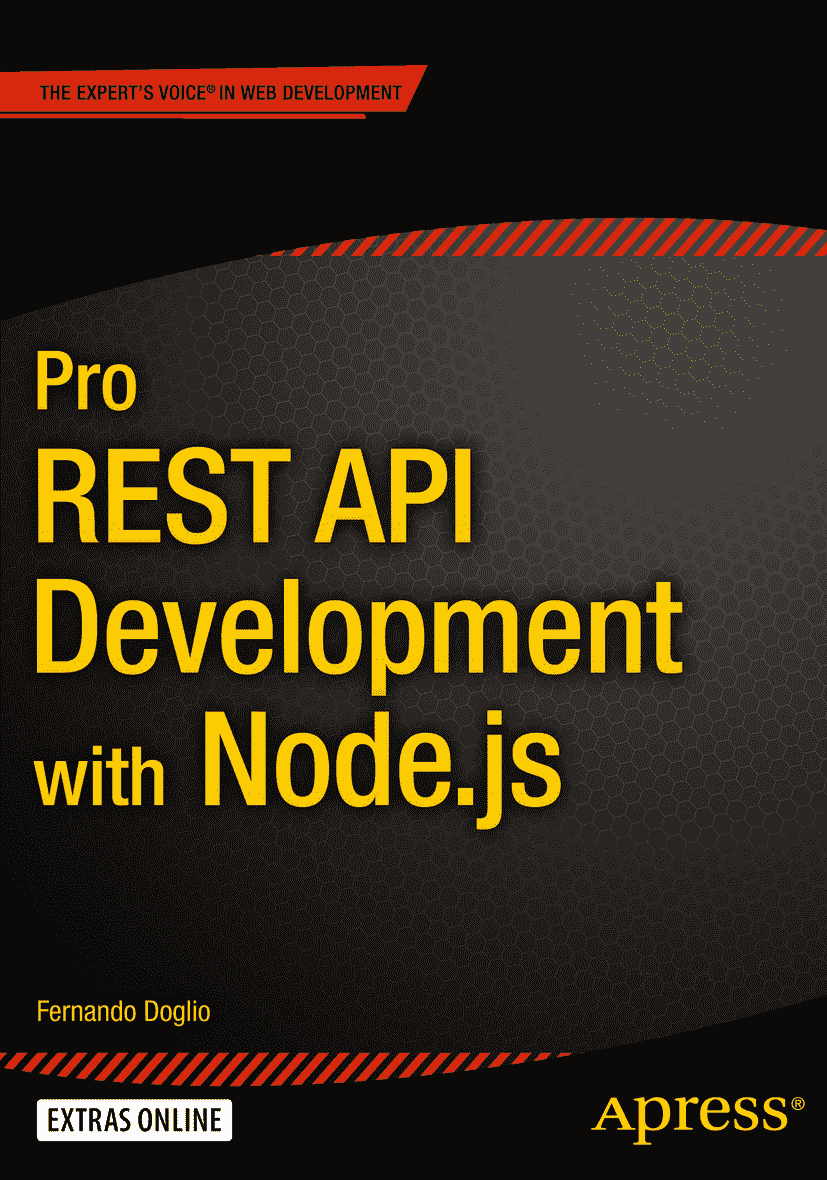 THE EXPERT'S VOICE® IN WEB DEVELOPMENT
Pro
REST API
Development
with Node.js
Fernando Doglio
EXTRAS ONLINE
Apress®